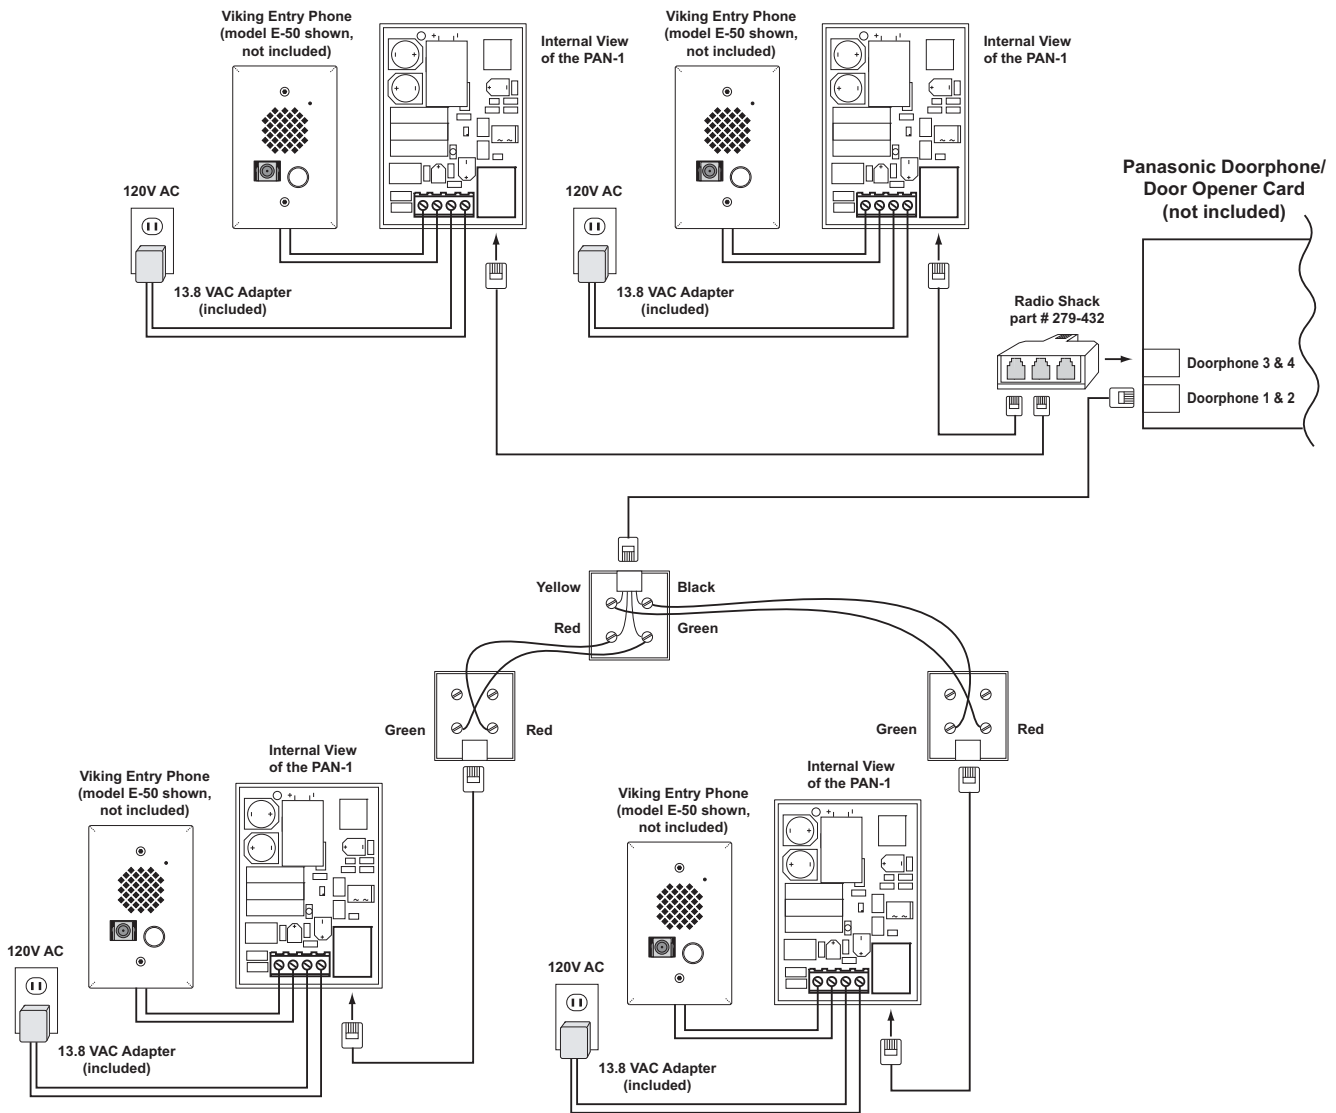 Viking Entry Phone
(model E-50 shown,
not included)
Internal View
of the PAN-1
120V AC
13.8 VAC Adapter
(included)
Viking Entry Phone
(model E-50 shown,
not included)
Internal View
of the PAN-1
120V AC
13.8 VAC Adapter
(included)
Panasonic Doorphone/
Door Opener Card
(not included)
Radio Shack
part # 279-432
Doorphone 3 & 4
Doorphone 1 & 2
Yellow
Black
Red
Green
Green
Red
Green
Red
Internal View
of the PAN-1
Viking Entry Phone
(model E-50 shown,
not included)
120V AC
13.8 VAC Adapter
(included)
Internal View
of the PAN-1
Viking Entry Phone
(model E-50 shown,
not included)
120V AC
13.8 VAC Adapter
(included)